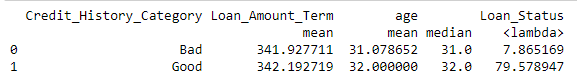 Credit_History_Category Loan_Amount_Term age Loan_Status
mean mean median <lambda>
0 Bad 341.927711 31.078652 31.0 7.865169
1 Good 342.192719 32.000000 32.0 79.578947